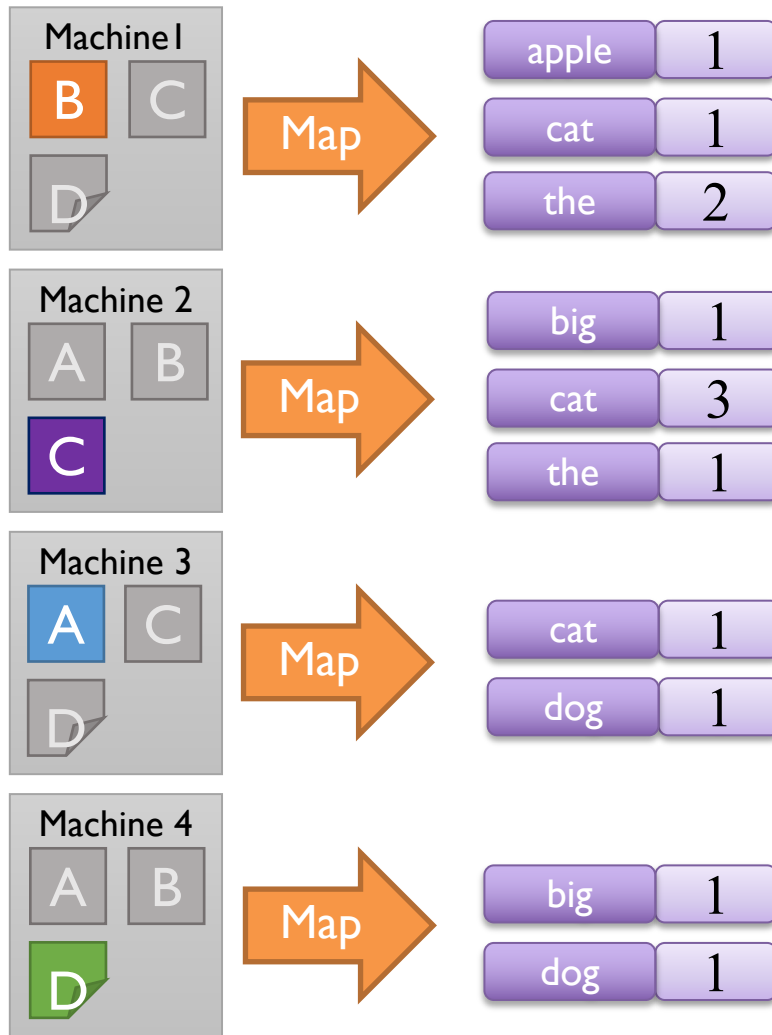 Machine1
B C
D
Map
apple 1
cat 1
the 2
Machine 2
A B
C
Map
big 1
cat 3
the 1
Machine 3
A C
D
Map
cat 1
dog 1
Machine 4
A B
D
Map
big 1
dog 1